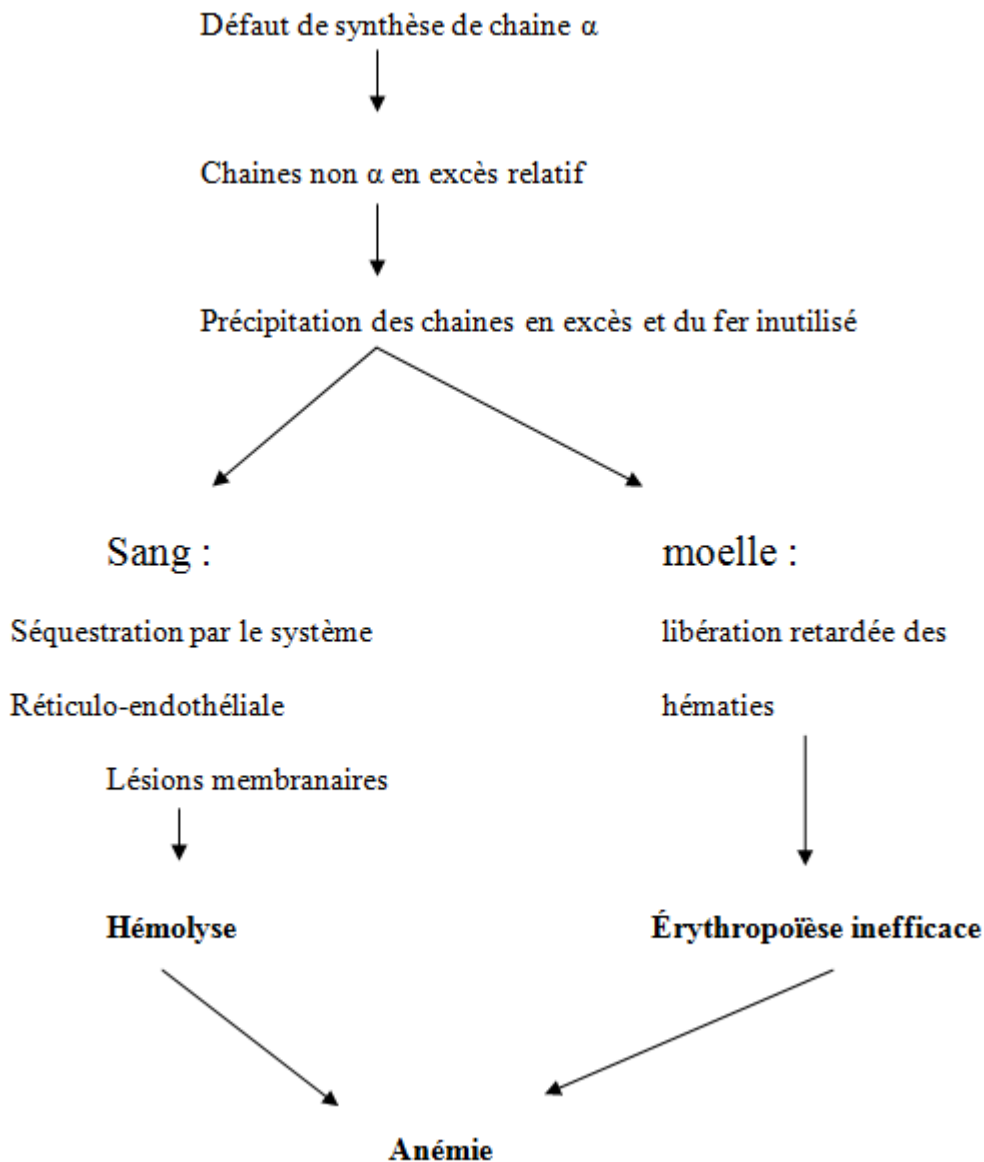 Défaut de synthèse de chaine α
Chaines non α en excès relatif
Précipitation des chaines en excès et du fer inutilisé
Sang :
Séquestration par le système
Réticulo-endothéliale
Lésions membranaires
Hémolyse
moelle :
libération retardée des
hématies
Érythropoïèse inefficace
Anémie